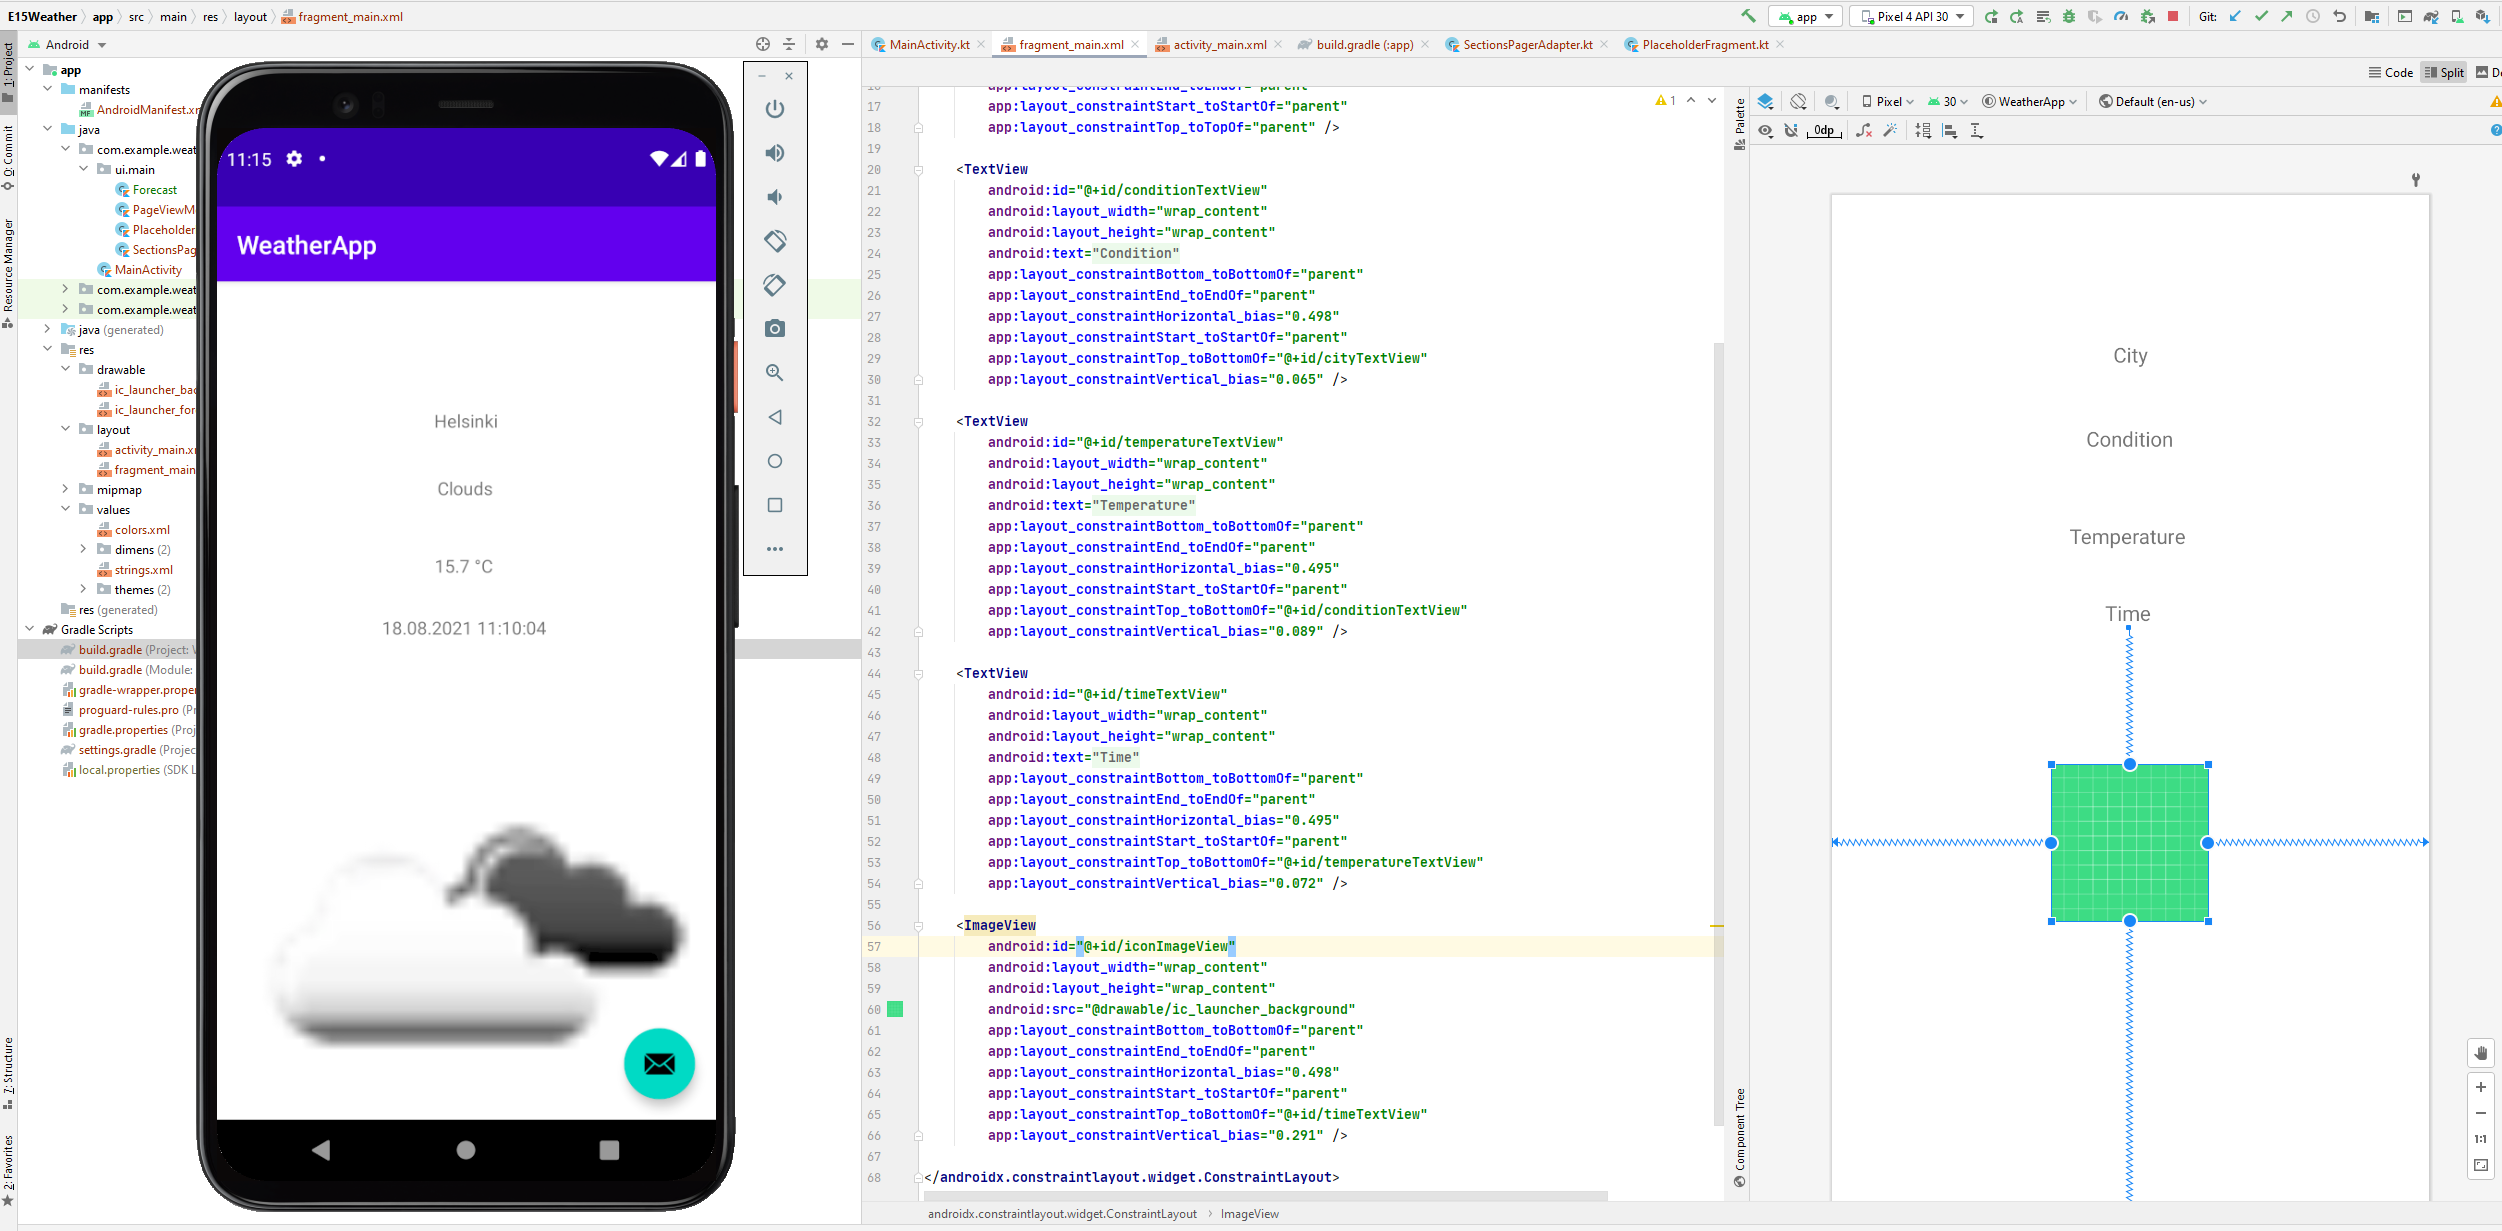 E15Weather app src main res layout fragment_main.xml
app Pixel 4 API 30 Git:
Android
MainActivity.kt fragment_main.xml activity_main.xml build.gradle (:app) SectionsPagerAdapter.kt PlaceholderFragment.kt
Code Split
1: Project
0: Commit
Resource Manager
7: Structure
2: Favorites
app
manifests
AndroidManifest.xm
java
com.example.weat
ui.main
Forecast
PageViewM
Placeholder
SectionsPag
MainActivity
com.example.weat
com.example.weat
java (generated)
res
drawable
ic_launcher_bac
ic_launcher_for
layout
activity_main.x
fragment_main
mipmap
values
colors.xml
dimens (2)
strings.xml
themes (2)
res (generated)
Gradle Scripts
build.gradle (Project:
build.gradle (Module:
gradle-wrapper.proper
proguard-rules.pro (Pr
gradle.properties (Proj
settings.gradle (Projec
local.properties (SDK L
11:15
WeatherApp
Helsinki
Clouds
15.7 °C
18.08.2021 11:10:04
1
16 app:layout_constraintEnd_toEndOf="parent"
17 app:layout_constraintStart_toStartOf="parent"
18 app:layout_constraintTop_toTopOf="parent" />
19
20 <TextView
21 android:id="@+id/conditionTextView"
22 android:layout_width="wrap_content"
23 android:layout_height="wrap_content"
24 android:text="Condition"
25 app:layout_constraintBottom_toBottomOf="parent"
26 app:layout_constraintEnd_toEndOf="parent"
27 app:layout_constraintHorizontal_bias="0.498"
28 app:layout_constraintStart_toStartOf="parent"
29 app:layout_constraintTop_toBottomOf="@+id/cityTextView"
30 app:layout_constraintVertical_bias="0.065" />
31
32 <TextView
33 android:id="@+id/temperatureTextView"
34 android:layout_width="wrap_content"
35 android:layout_height="wrap_content"
36 android:text="Temperature"
37 app:layout_constraintBottom_toBottomOf="parent"
38 app:layout_constraintEnd_toEndOf="parent"
39 app:layout_constraintHorizontal_bias="0.495"
40 app:layout_constraintStart_toStartOf="parent"
41 app:layout_constraintTop_toBottomOf="@+id/conditionTextView"
42 app:layout_constraintVertical_bias="0.089" />
43
44 <TextView
45 android:id="@+id/timeTextView"
46 android:layout_width="wrap_content"
47 android:layout_height="wrap_content"
48 android:text="Time"
49 app:layout_constraintBottom_toBottomOf="parent"
50 app:layout_constraintEnd_toEndOf="parent"
51 app:layout_constraintHorizontal_bias="0.495"
52 app:layout_constraintStart_toStartOf="parent"
53 app:layout_constraintTop_toBottomOf="@+id/temperatureTextView"
54 app:layout_constraintVertical_bias="0.072" />
55
56 <ImageView
57 android:id="@+id/iconImageView"
58 android:layout_width="wrap_content"
59 android:layout_height="wrap_content"
60 android:src="@drawable/ic_launcher_background"
61 app:layout_constraintBottom_toBottomOf="parent"
62 app:layout_constraintEnd_toEndOf="parent"
63 app:layout_constraintHorizontal_bias="0.498"
64 app:layout_constraintStart_toStartOf="parent"
65 app:layout_constraintTop_toBottomOf="@+id/timeTextView"
66 app:layout_constraintVertical_bias="0.291" />
67
68 </androidx.constraintlayout.widget.ConstraintLayout>
androidx.constraintlayout.widget.ConstraintLayout ImageView
Palette
Component Tree
Pixel 30 WeatherApp Default (en-us)
0dp
City
Condition
Temperature
Time
1:1